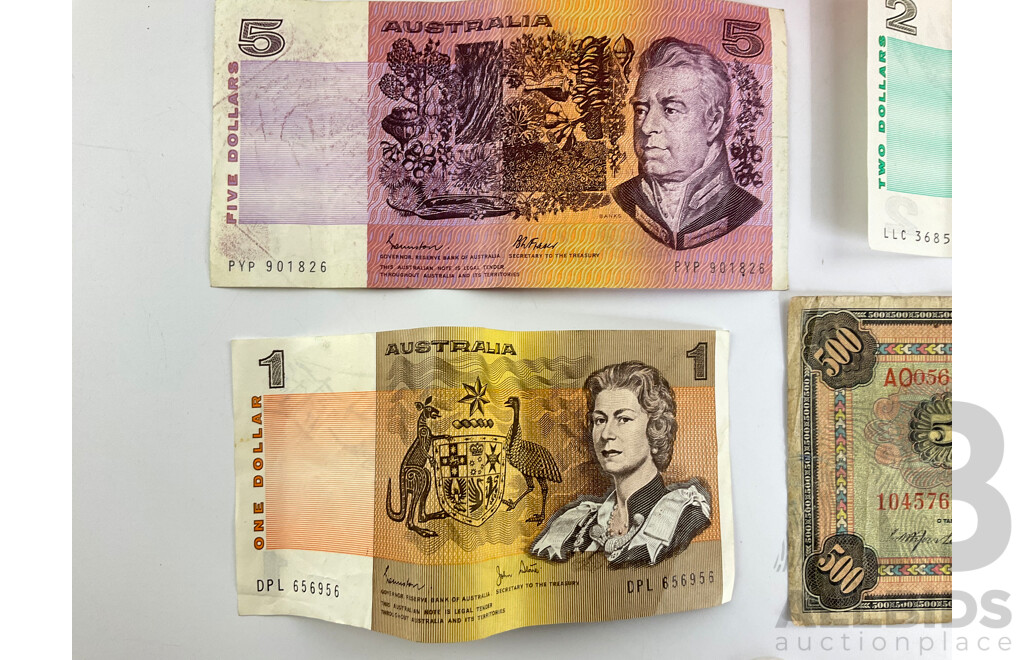 5 AUSTRALIA 5
FIVE DOLLARS
BANKS
GOVERNOR, RESERVE BANK OF AUSTRALIA. SECRETARY TO THE TREASURY
THIS AUSTRALIAN NOTE IS LEGAL TENDER
THROUGHOUT AUSTRALIA AND ITS TERRITORIES
PYP 901826 PYP 901826
2
TWO DOLLARS
LLC 3685
1 AUSTRALIA 1
ONE DOLLAR
GOVERNOR, RESERVE BANK OF AUSTRALIA. SECRETARY TO THE TREASURY
THIS AUSTRALIAN NOTE IS LEGAL TENDER
THROUGHOUT AUSTRALIA AND ITS TERRITORIES
DPL 656956 DPL 656956
500
AO056
104576
500
ALLBIDS
auctionplace